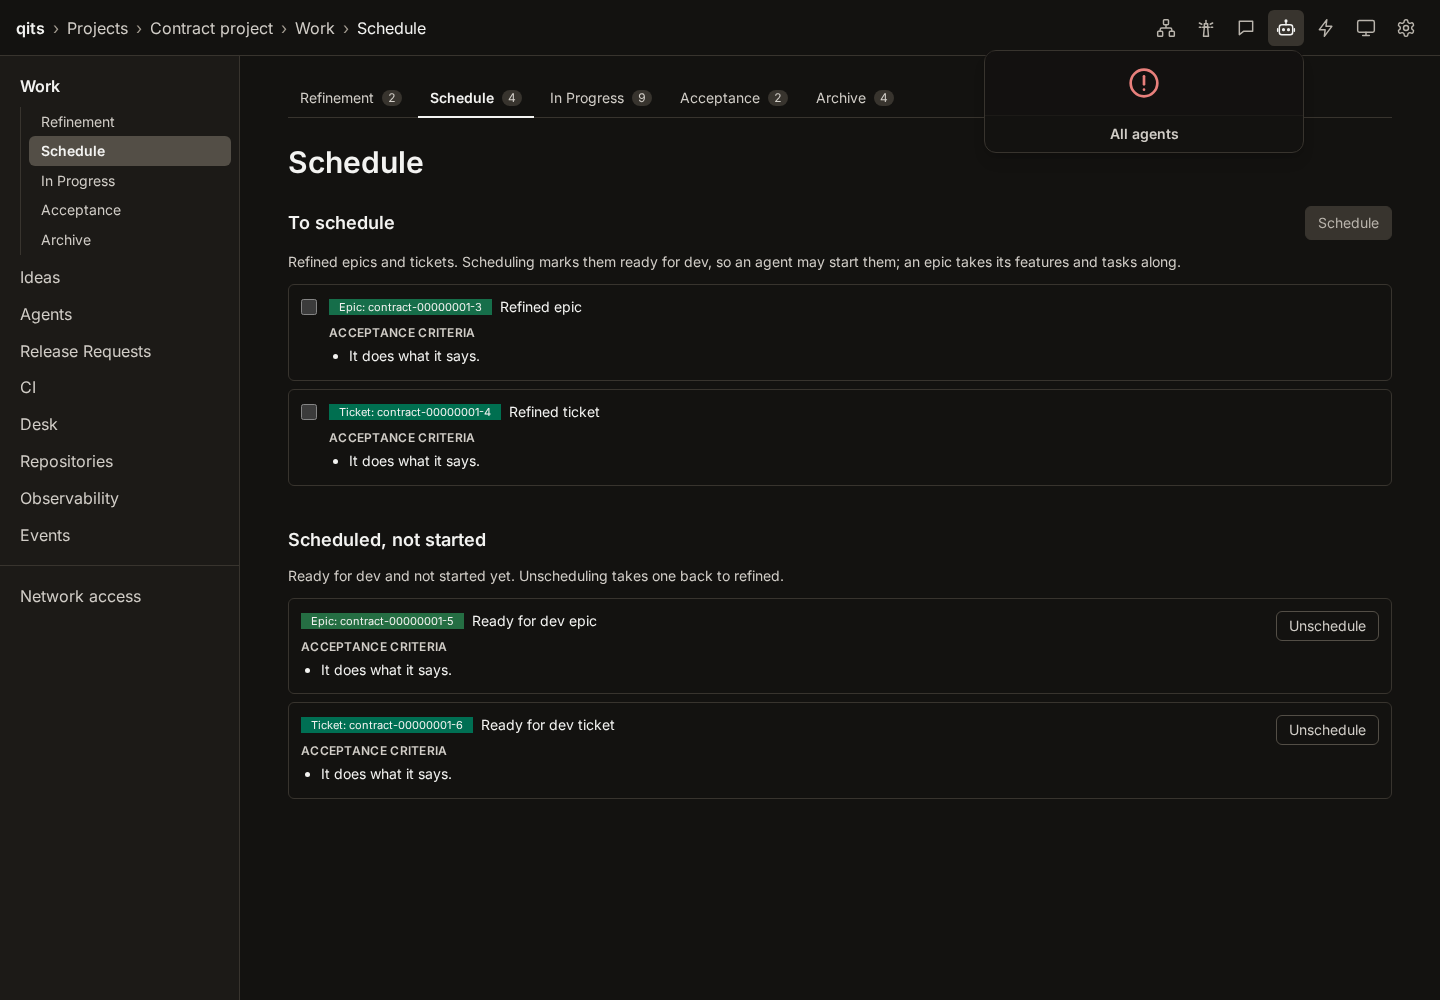 qits › Projects › Contract project › Work › Schedule
All agents
Work
Refinement
Schedule
In Progress
Acceptance
Archive
Ideas
Agents
Release Requests
CI
Desk
Repositories
Observability
Events
Network access
Refinement 2 Schedule 4 In Progress 9 Acceptance 2 Archive 4
Schedule
To schedule
Schedule
Refined epics and tickets. Scheduling marks them ready for dev, so an agent may start them; an epic takes its features and tasks along.
Epic: contract-00000001-3 Refined epic
ACCEPTANCE CRITERIA
• It does what it says.
Ticket: contract-00000001-4 Refined ticket
ACCEPTANCE CRITERIA
• It does what it says.
Scheduled, not started
Ready for dev and not started yet. Unscheduling takes one back to refined.
Epic: contract-00000001-5 Ready for dev epic
Unschedule
ACCEPTANCE CRITERIA
• It does what it says.
Ticket: contract-00000001-6 Ready for dev ticket
Unschedule
ACCEPTANCE CRITERIA
• It does what it says.